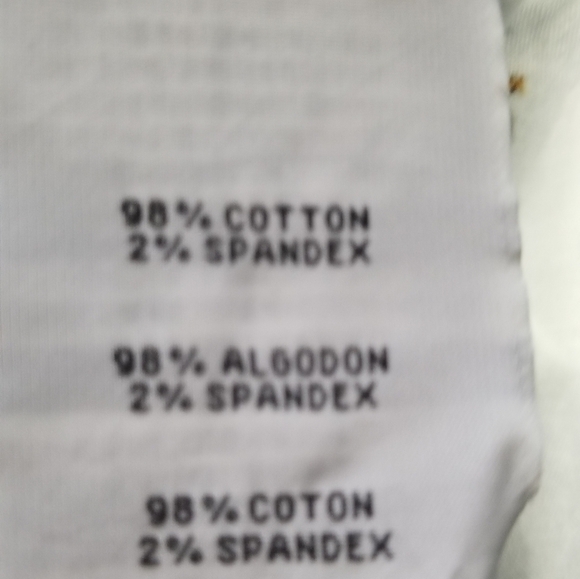 98% COTTON
2% SPANDEX
98% ALGODON
2% SPANDEX
98% COTON
2% SPANDEX